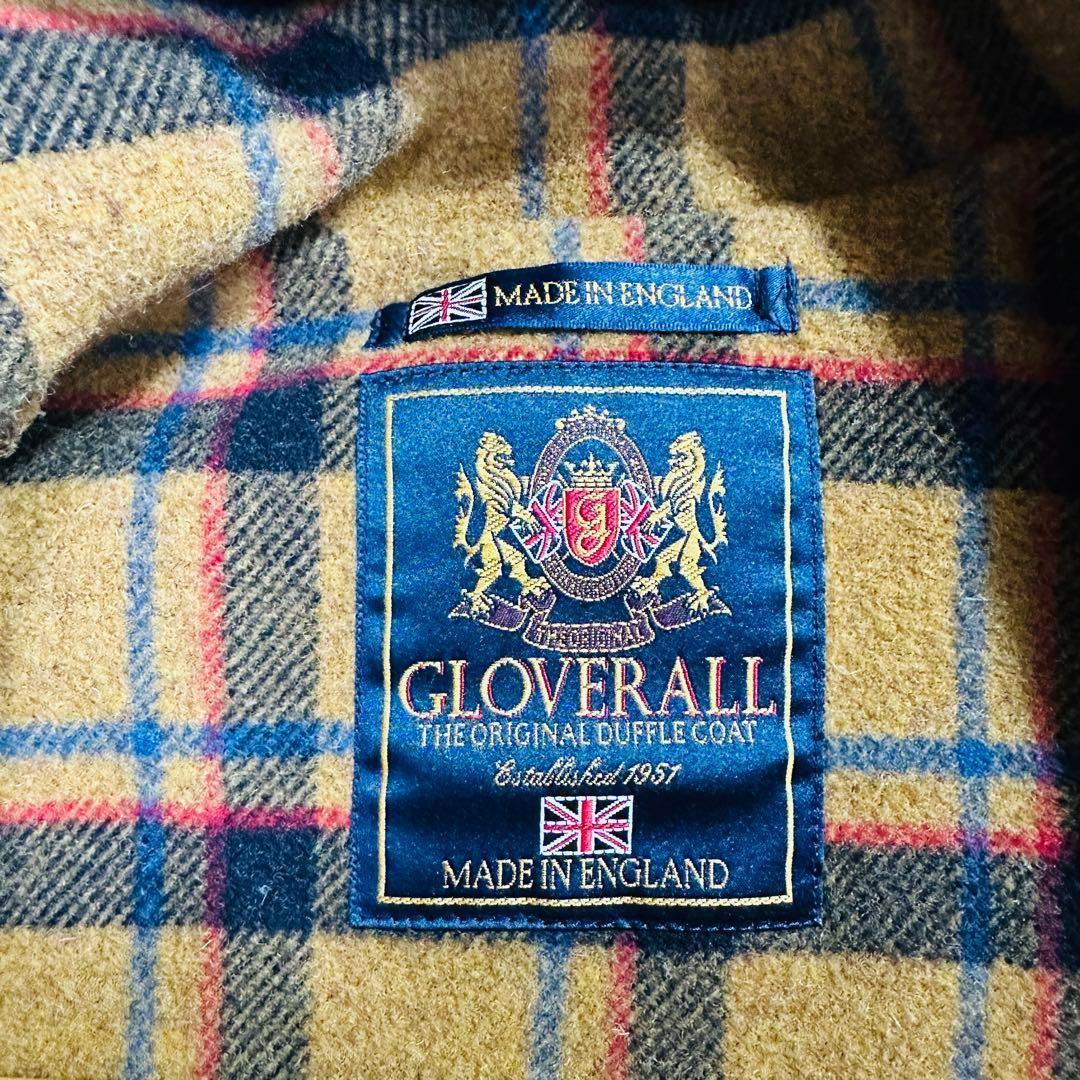 MADE IN ENGLAND
g
THE ORIGINAL
GLOVERALL
THE ORIGINAL DUFFLE COAT
Established 1951
MADE IN ENGLAND